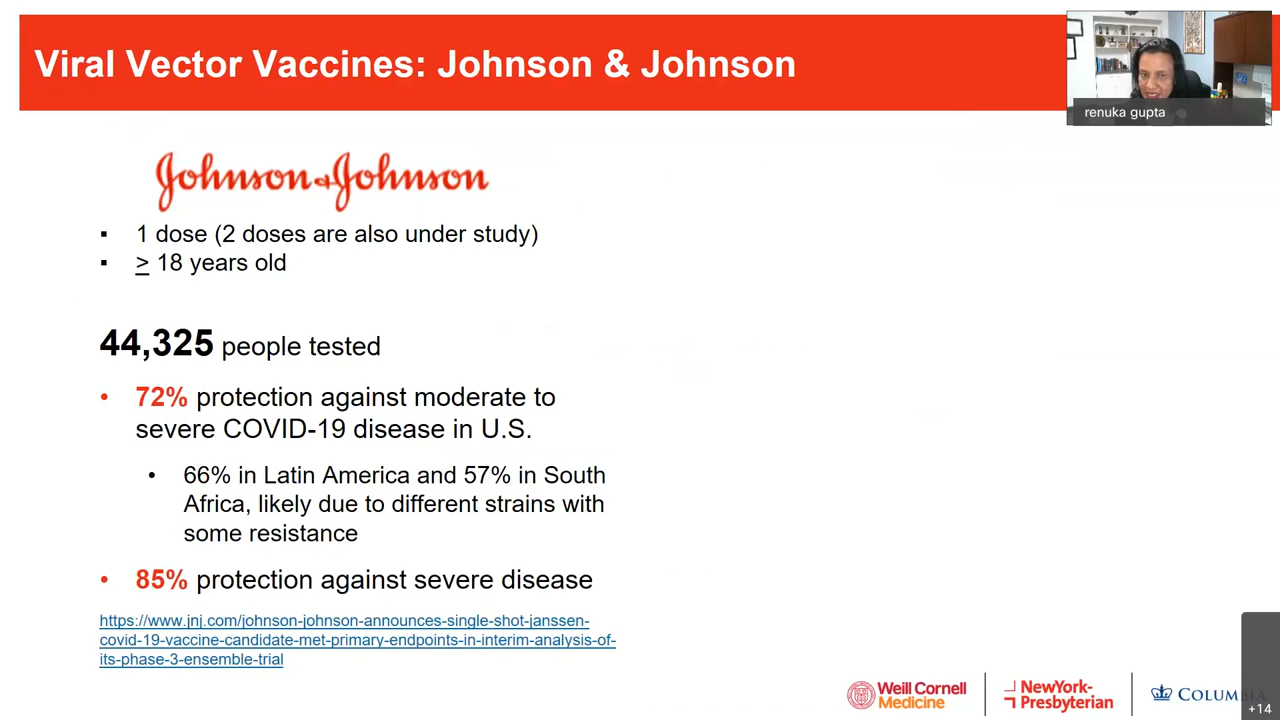 Viral Vector Vaccines: Johnson & Johnson
renuka gupta
Johnson & Johnson
▪ 1 dose (2 doses are also under study)
▪ > 18 years old
44,325 people tested
• 72% protection against moderate to
severe COVID-19 disease in U.S.
• 66% in Latin America and 57% in South
Africa, likely due to different strains with
some resistance
• 85% protection against severe disease
https://www.jnj.com/johnson-johnson-announces-single-shot-janssen-
covid-19-vaccine-candidate-met-primary-endpoints-in-interim-analysis-of-
its-phase-3-ensemble-trial
Weill Cornell
Medicine
NewYork-
Presbyterian
COLUMBIA
+14